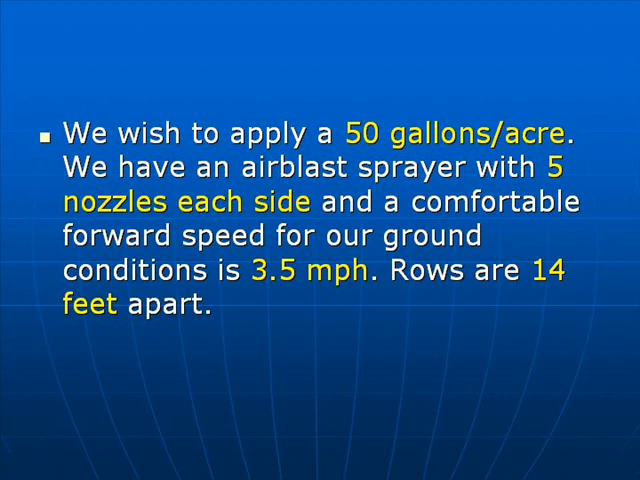 We wish to apply a 50 gallons/acre.
We have an airblast sprayer with 5
nozzles each side and a comfortable
forward speed for our ground
conditions is 3.5 mph. Rows are 14
feet apart.